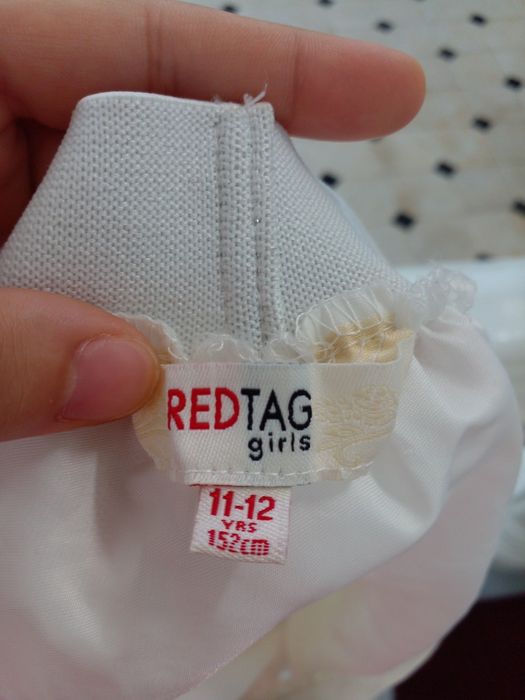 REDTAG
girls
11-12
YRS
152cm